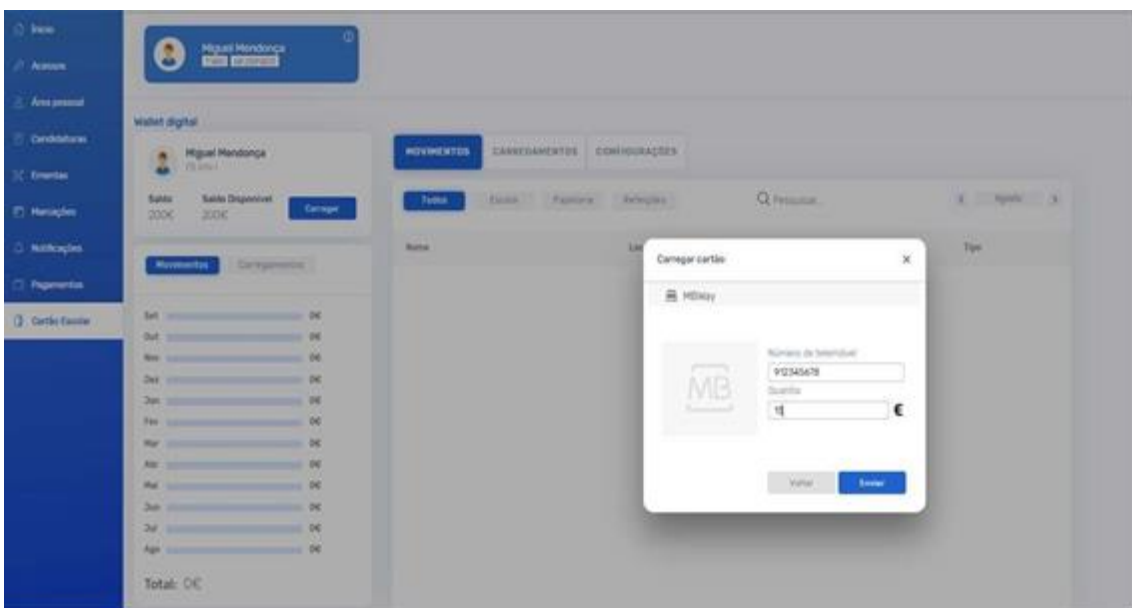 Início
Acessos
Área pessoal
Candidaturas
Ementas
Marcações
Notificações
Pagamentos
Cartão Escolar
Miguel Mendonça
Wallet digital
Miguel Mendonça
Saldo Saldo Disponível
200€ 200€
Carregar
Movimentos Carregamentos
Set 0€
Out 0€
Nov 0€
Dez 0€
Jan 0€
Fev 0€
Mar 0€
Abr 0€
Mai 0€
Jun 0€
Jul 0€
Ago 0€
Total: 0€
MOVIMENTOS CARREGAMENTOS CONFIGURAÇÕES
Todos Escola Papelaria Refeições Pesquisar... Agosto
Nome Tipo
Carregar cartão
MBWay
MB
Número de telemóvel
912345678
Quantia
€
Voltar Enviar